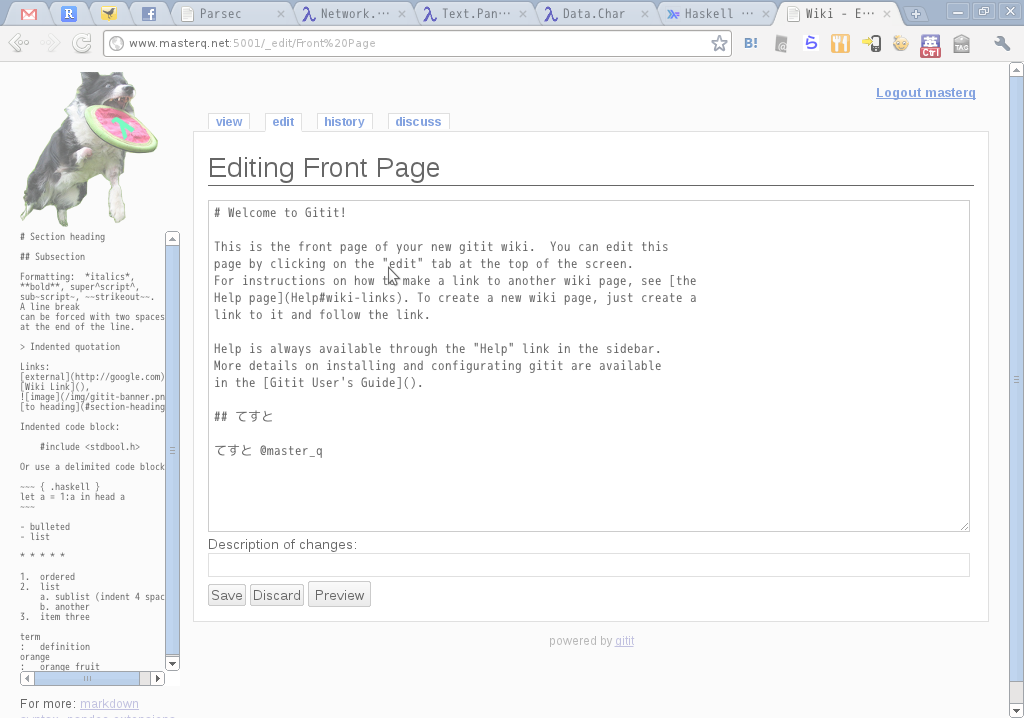 Parsec
Network....
Text.Pan...
Data.Char
Haskell ...
Wiki - E...
www.masterq.net:5001/_edit/Front%20Page
B!
英
Ctrl
TAG
Logout masterq
view
edit
history
discuss
Editing Front Page
# Welcome to Gitit!
This is the front page of your new gitit wiki.  You can edit this
page by clicking on the "edit" tab at the top of the screen.
For instructions on how to make a link to another wiki page, see [the
Help page](Help#wiki-links). To create a new wiki page, just create a
link to it and follow the link.
Help is always available through the "Help" link in the sidebar.
More details on installing and configurating gitit are available
in the [Gitit User's Guide]().
## てすと
てすと @master_q
Description of changes:
Save
Discard
Preview
powered by gitit
# Section heading
## Subsection
Formatting:  *italics*,
**bold**, super^script^,
sub~script~, ~~strikeout~~.
A line break
can be forced with two spaces
at the end of the line.
> Indented quotation
Links:
[external](http://google.com)
[Wiki Link](),
![image](/img/gitit-banner.pn
[to heading](#section-heading
Indented code block:
    #include <stdbool.h>
Or use a delimited code block
~~~ { .haskell }
let a = 1:a in head a
~~~
- bulleted
- list
* * * * *
1.  ordered
2.  list
    a. sublist (indent 4 spac
    b. another
3.  item three
term
:   definition
orange
:   orange fruit
For more: markdown
syntax, pandoc extensions